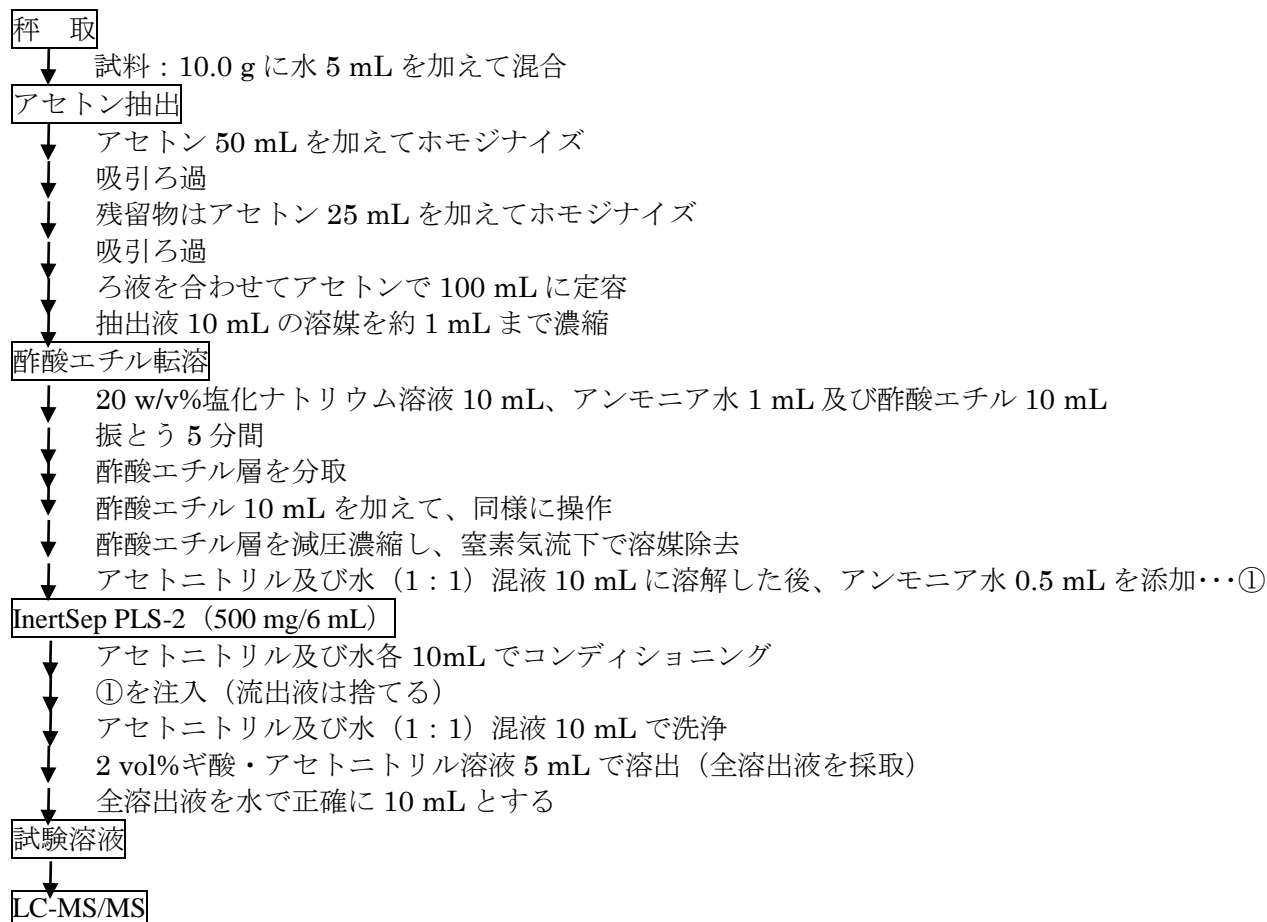 秤　取
試料：10.0 g に水 5 mL を加えて混合
アセトン抽出
アセトン 50 mL を加えてホモジナイズ
吸引ろ過
残留物はアセトン 25 mL を加えてホモジナイズ
吸引ろ過
ろ液を合わせてアセトンで 100 mL に定容
抽出液 10 mL の溶媒を約 1 mL まで濃縮
酢酸エチル転溶
20 w/v%塩化ナトリウム溶液 10 mL、アンモニア水 1 mL 及び酢酸エチル 10 mL
振とう 5 分間
酢酸エチル層を分取
酢酸エチル 10 mL を加えて、同様に操作
酢酸エチル層を減圧濃縮し、窒素気流下で溶媒除去
アセトニトリル及び水（1：1）混液 10 mL に溶解した後、アンモニア水 0.5 mL を添加･･･①
InertSep PLS-2（500 mg/6 mL）
アセトニトリル及び水各 10mL でコンディショニング
①を注入（流出液は捨てる）
アセトニトリル及び水（1：1）混液 10 mL で洗浄
2 vol%ギ酸・アセトニトリル溶液 5 mL で溶出（全溶出液を採取）
全溶出液を水で正確に 10 mL とする
試験溶液
LC-MS/MS